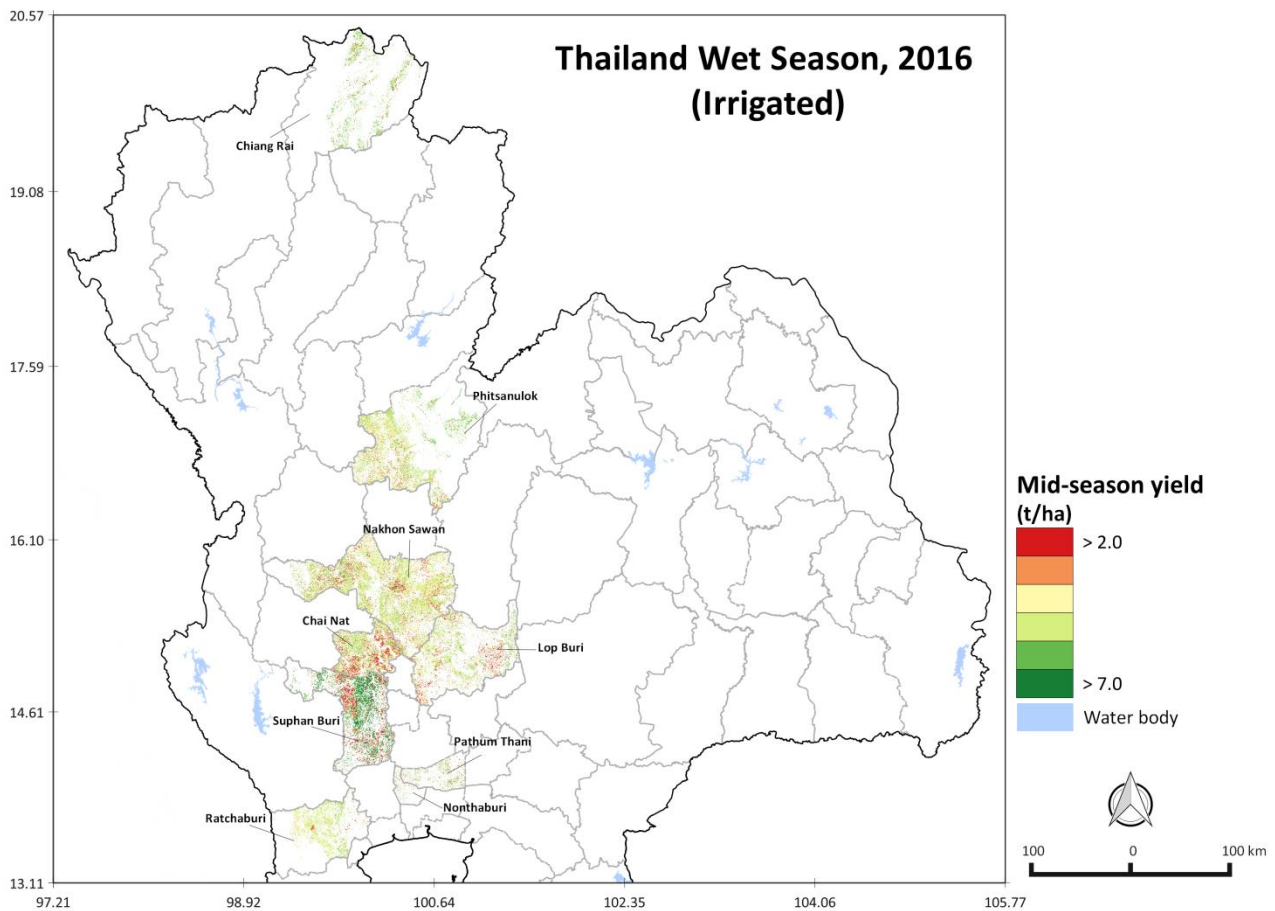 20.57
Thailand Wet Season, 2016
(Irrigated)
Chiang Rai
19.08
17.59
Phitsanulok
Mid-season yield
(t/ha)
Nakhon Sawan
16.10
> 2.0
Chai Nat
Lop Buri
> 7.0
14.61
Suphan Buri
Water body
Pathum Thani
Nonthaburi
Ratchaburi
100 0 100 km
13.11
97.21 98.92 100.64 102.35 104.06 105.77